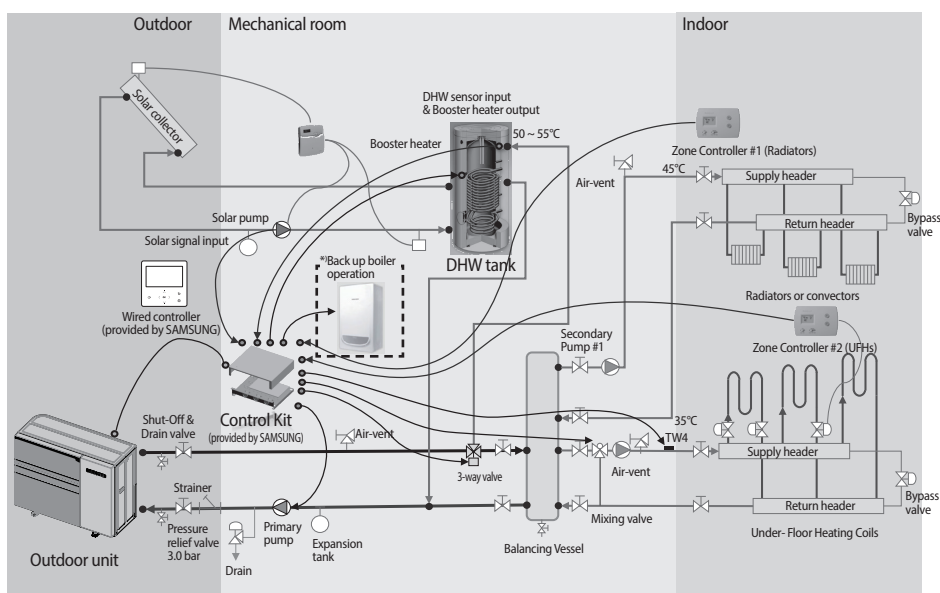 Outdoor
Mechanical room
Indoor
Solar collector
DHW sensor input
& Booster heater output
Booster heater
50 ~ 55°C
Zone Controller #1 (Radiators)
Air-vent
45°C
Supply header
Return header
Bypass
valve
Solar pump
Solar signal input
DHW tank
*)Back up boiler
operation
Wired controller
(provided by SAMSUNG)
Radiators or convectors
Secondary
Pump #1
Zone Controller #2 (UFHs)
Control Kit
(provided by SAMSUNG)
Shut-Off &
Drain valve
Air-vent
35°C
TW4
3-way valve
Air-vent
Supply header
Strainer
Return header
Bypass
valve
Pressure
relief valve
3.0 bar
Primary
pump
Expansion
tank
Mixing valve
Under- Floor Heating Coils
Balancing Vessel
Outdoor unit
Drain